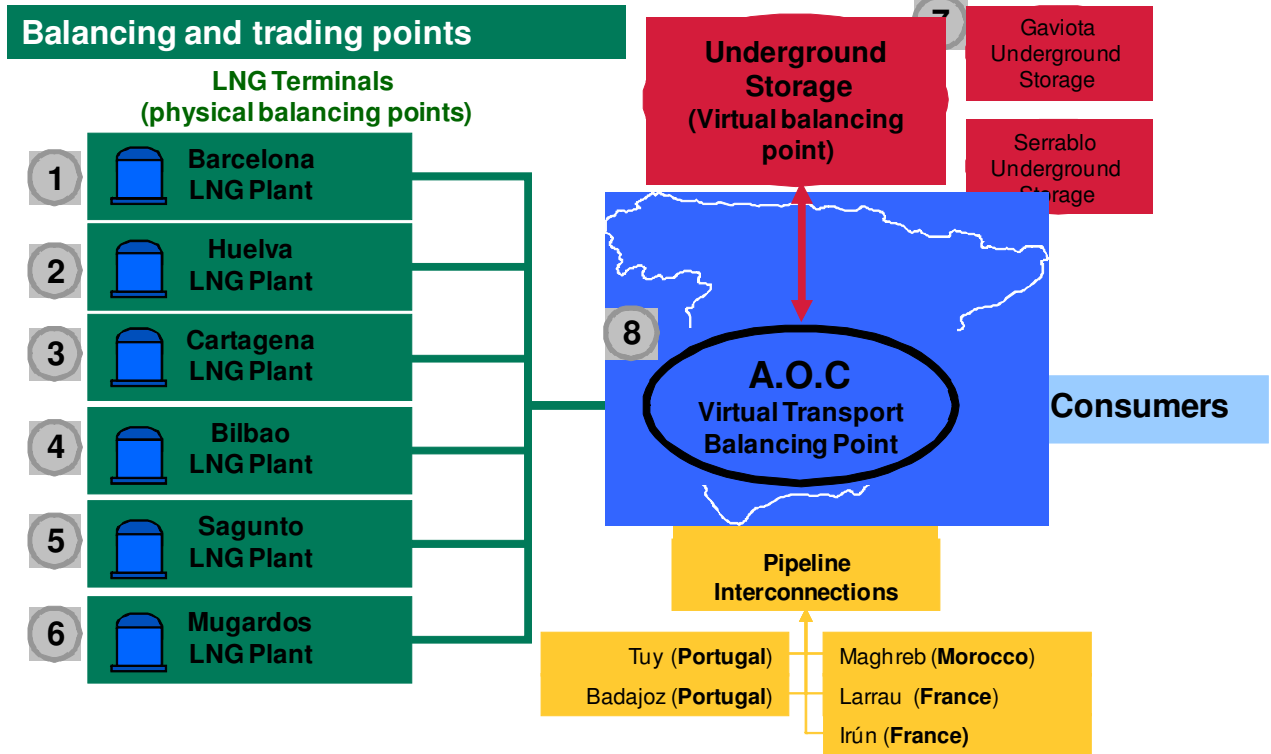 Balancing and trading points
LNG Terminals
(physical balancing points)
1
Barcelona
LNG Plant
2
Huelva
LNG Plant
3
Cartagena
LNG Plant
4
Bilbao
LNG Plant
5
Sagunto
LNG Plant
6
Mugardos
LNG Plant
Underground
Storage
(Virtual balancing
point)
7
Gaviota
Underground
Storage
Serrablo
Underground
Storage
8
A.O.C
Virtual Transport
Balancing Point
Consumers
Pipeline
Interconnections
Tuy (Portugal)
Badajoz (Portugal)
Maghreb (Morocco)
Larrau (France)
Irún (France)